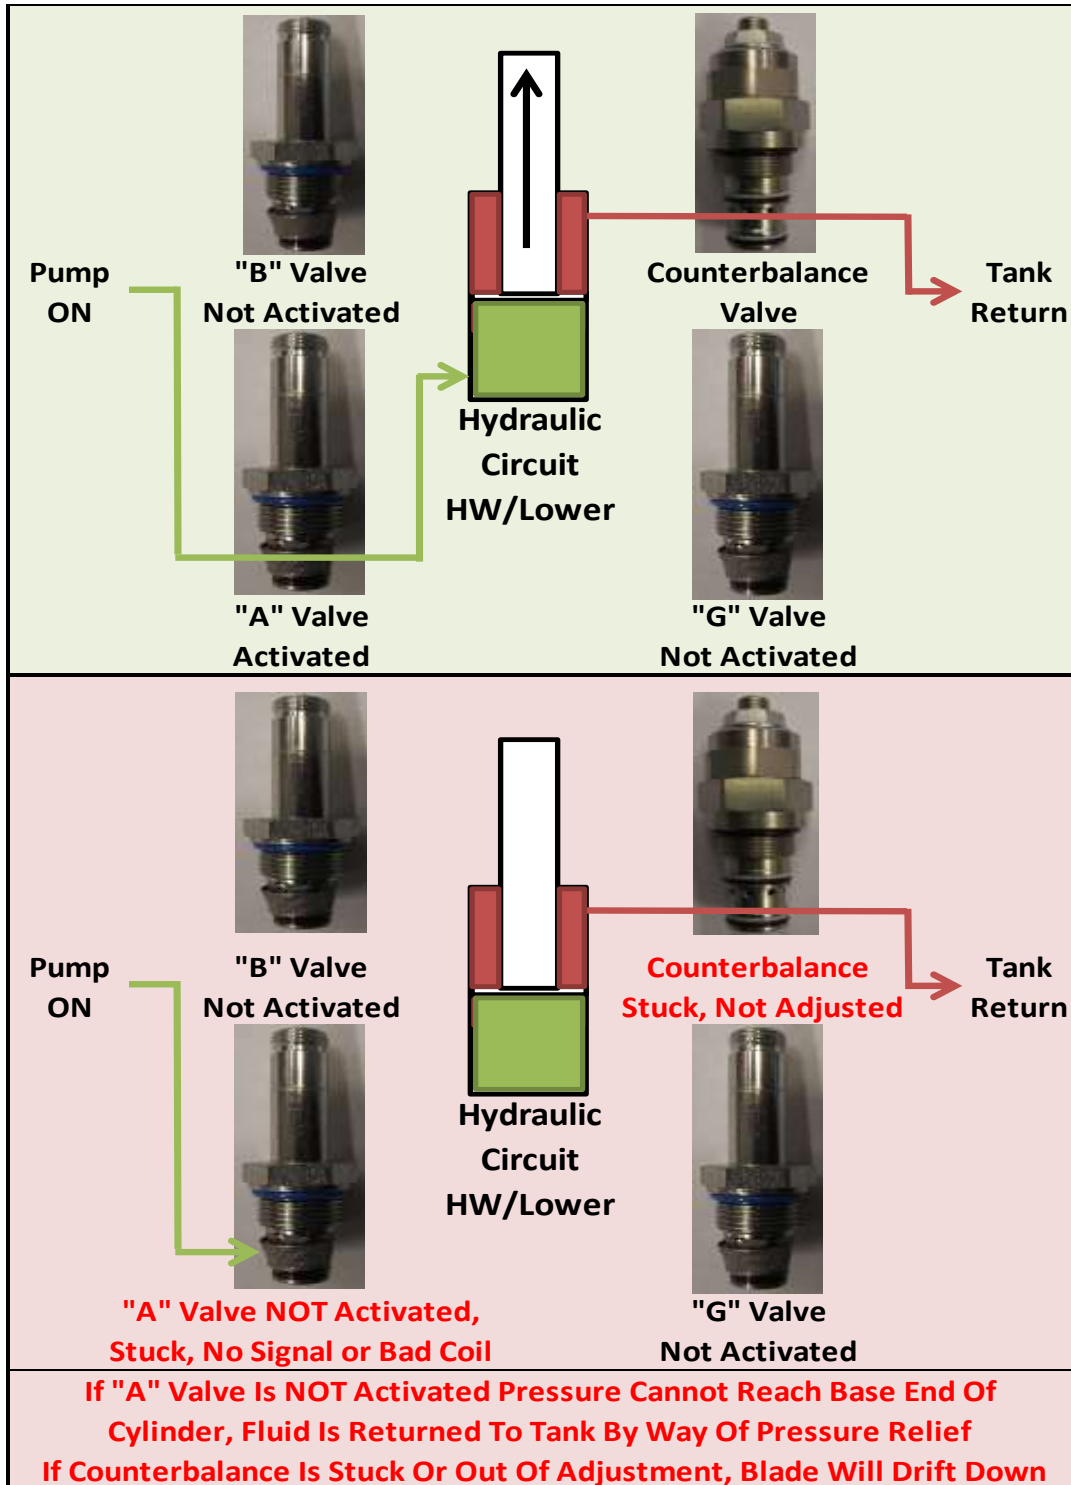 "B" Valve
Not Activated
Counterbalance
Valve
Pump
ON
Tank
Return
Hydraulic
Circuit
HW/Lower
"A" Valve
Activated
"G" Valve
Not Activated
Pump
ON
"B" Valve
Not Activated
Counterbalance
Stuck, Not Adjusted
Tank
Return
Hydraulic
Circuit
HW/Lower
"A" Valve NOT Activated,
Stuck, No Signal or Bad Coil
"G" Valve
Not Activated
If "A" Valve Is NOT Activated Pressure Cannot Reach Base End Of
Cylinder, Fluid Is Returned To Tank By Way Of Pressure Relief
If Counterbalance Is Stuck Or Out Of Adjustment, Blade Will Drift Down